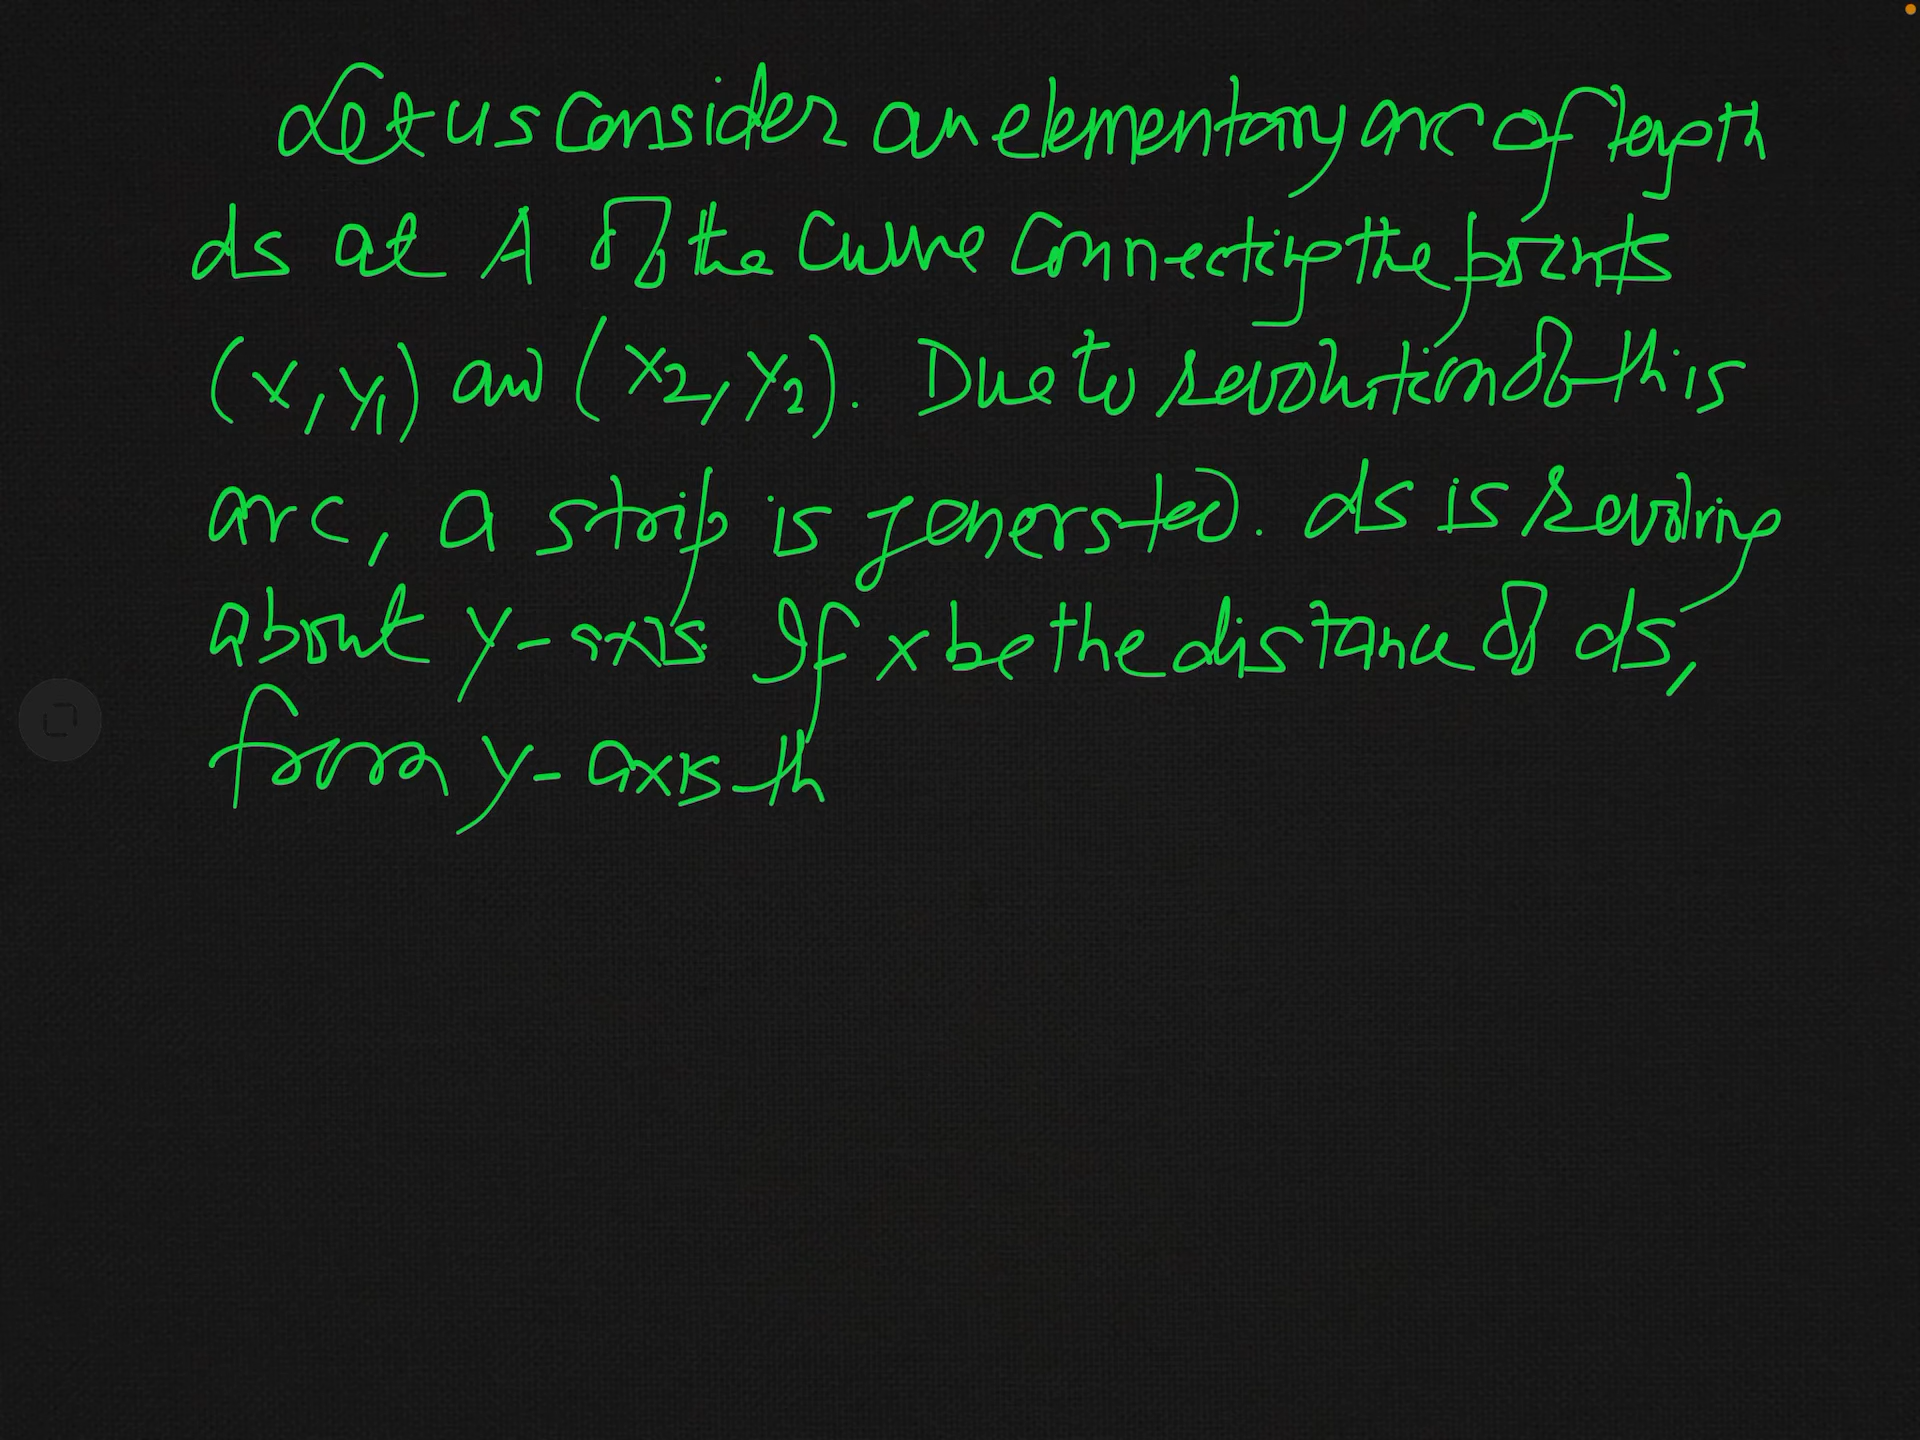 Let us consider an elementary arc of length
ds at A of the curve connecting the points
(x1, y1) and (x2, y2). Due to revolution of this
arc, a strip is generated. ds is revolving
about y-axis If x be the distance of ds,
from y-axis th